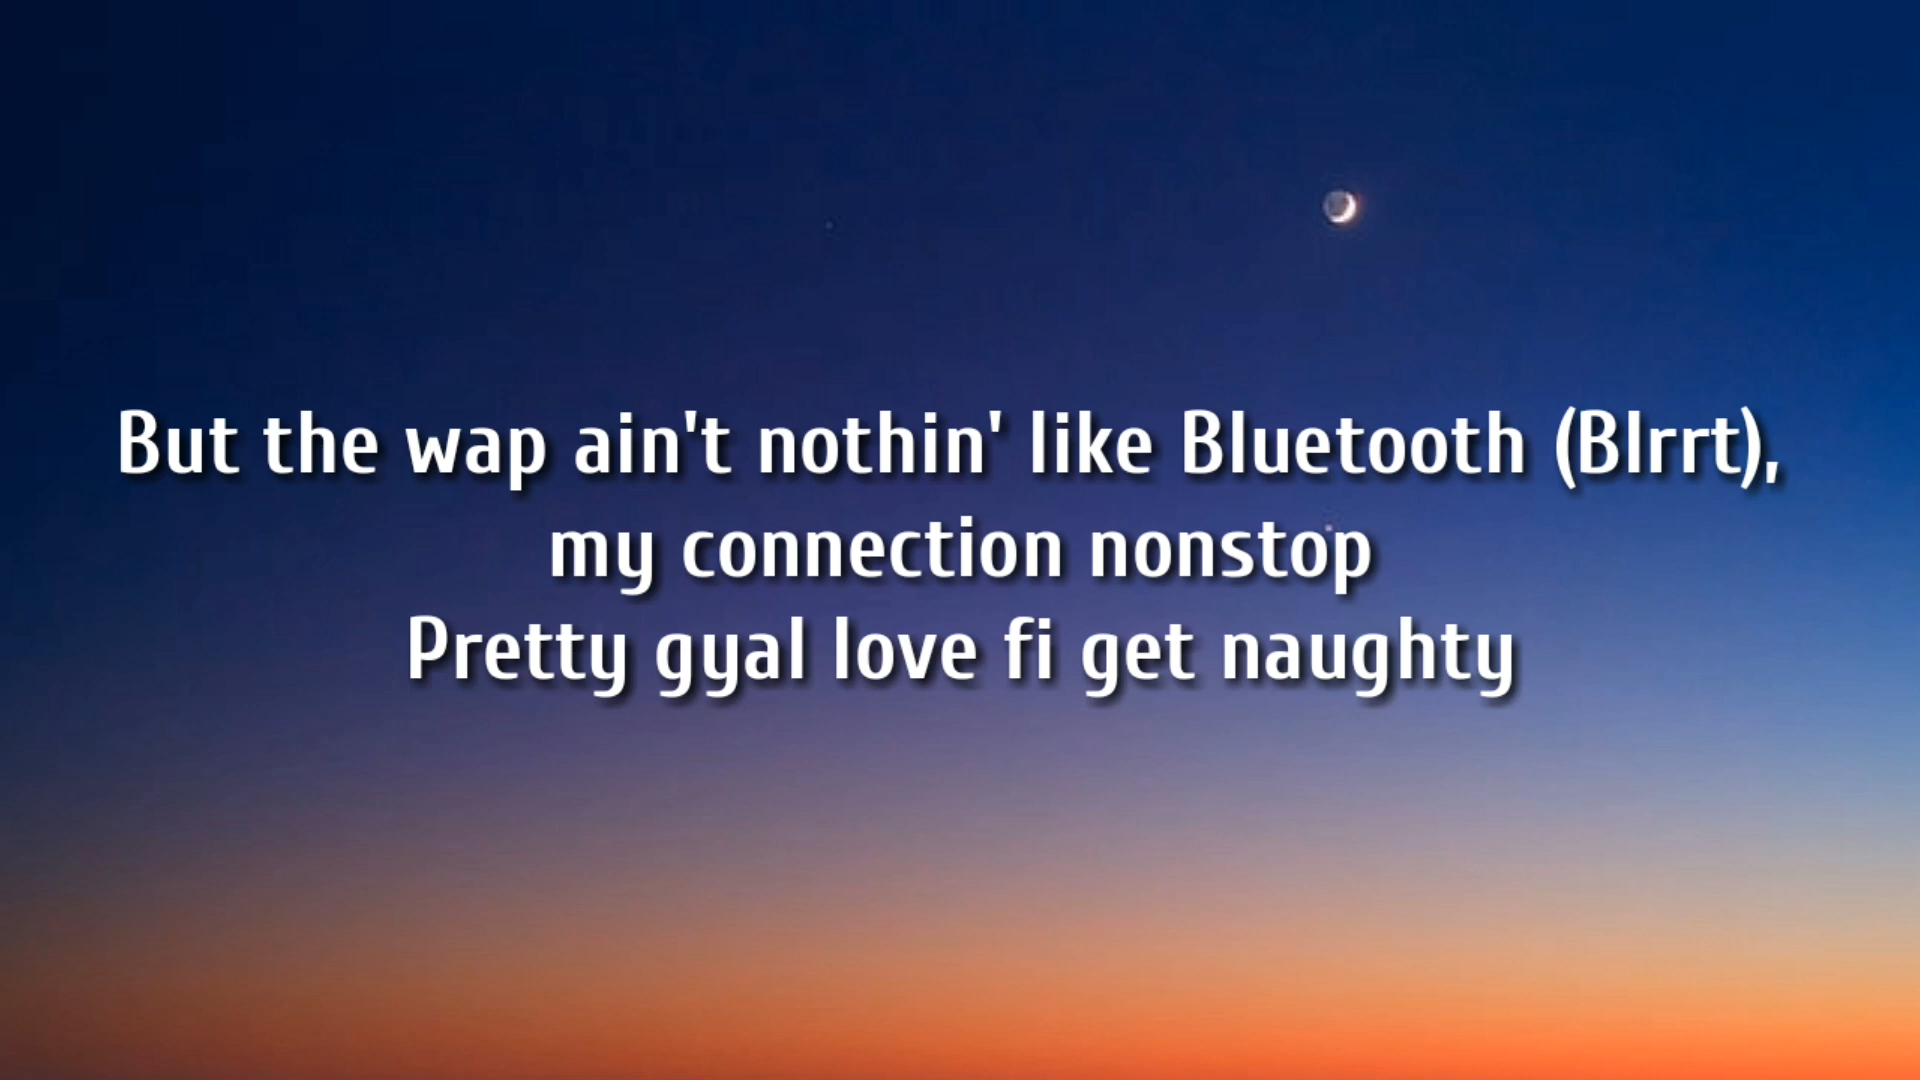 But the wap ain't nothin' like Bluetooth (Blrrt),
my connection nonstop
Pretty gyal love fi get naughty